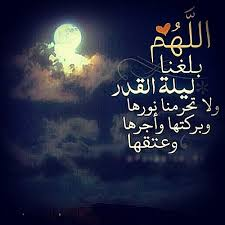 اللَّهُم
بلغنا
ليلة القدر
ولا تحرمنا نورها
وبركتها وأجرها
وعتقها